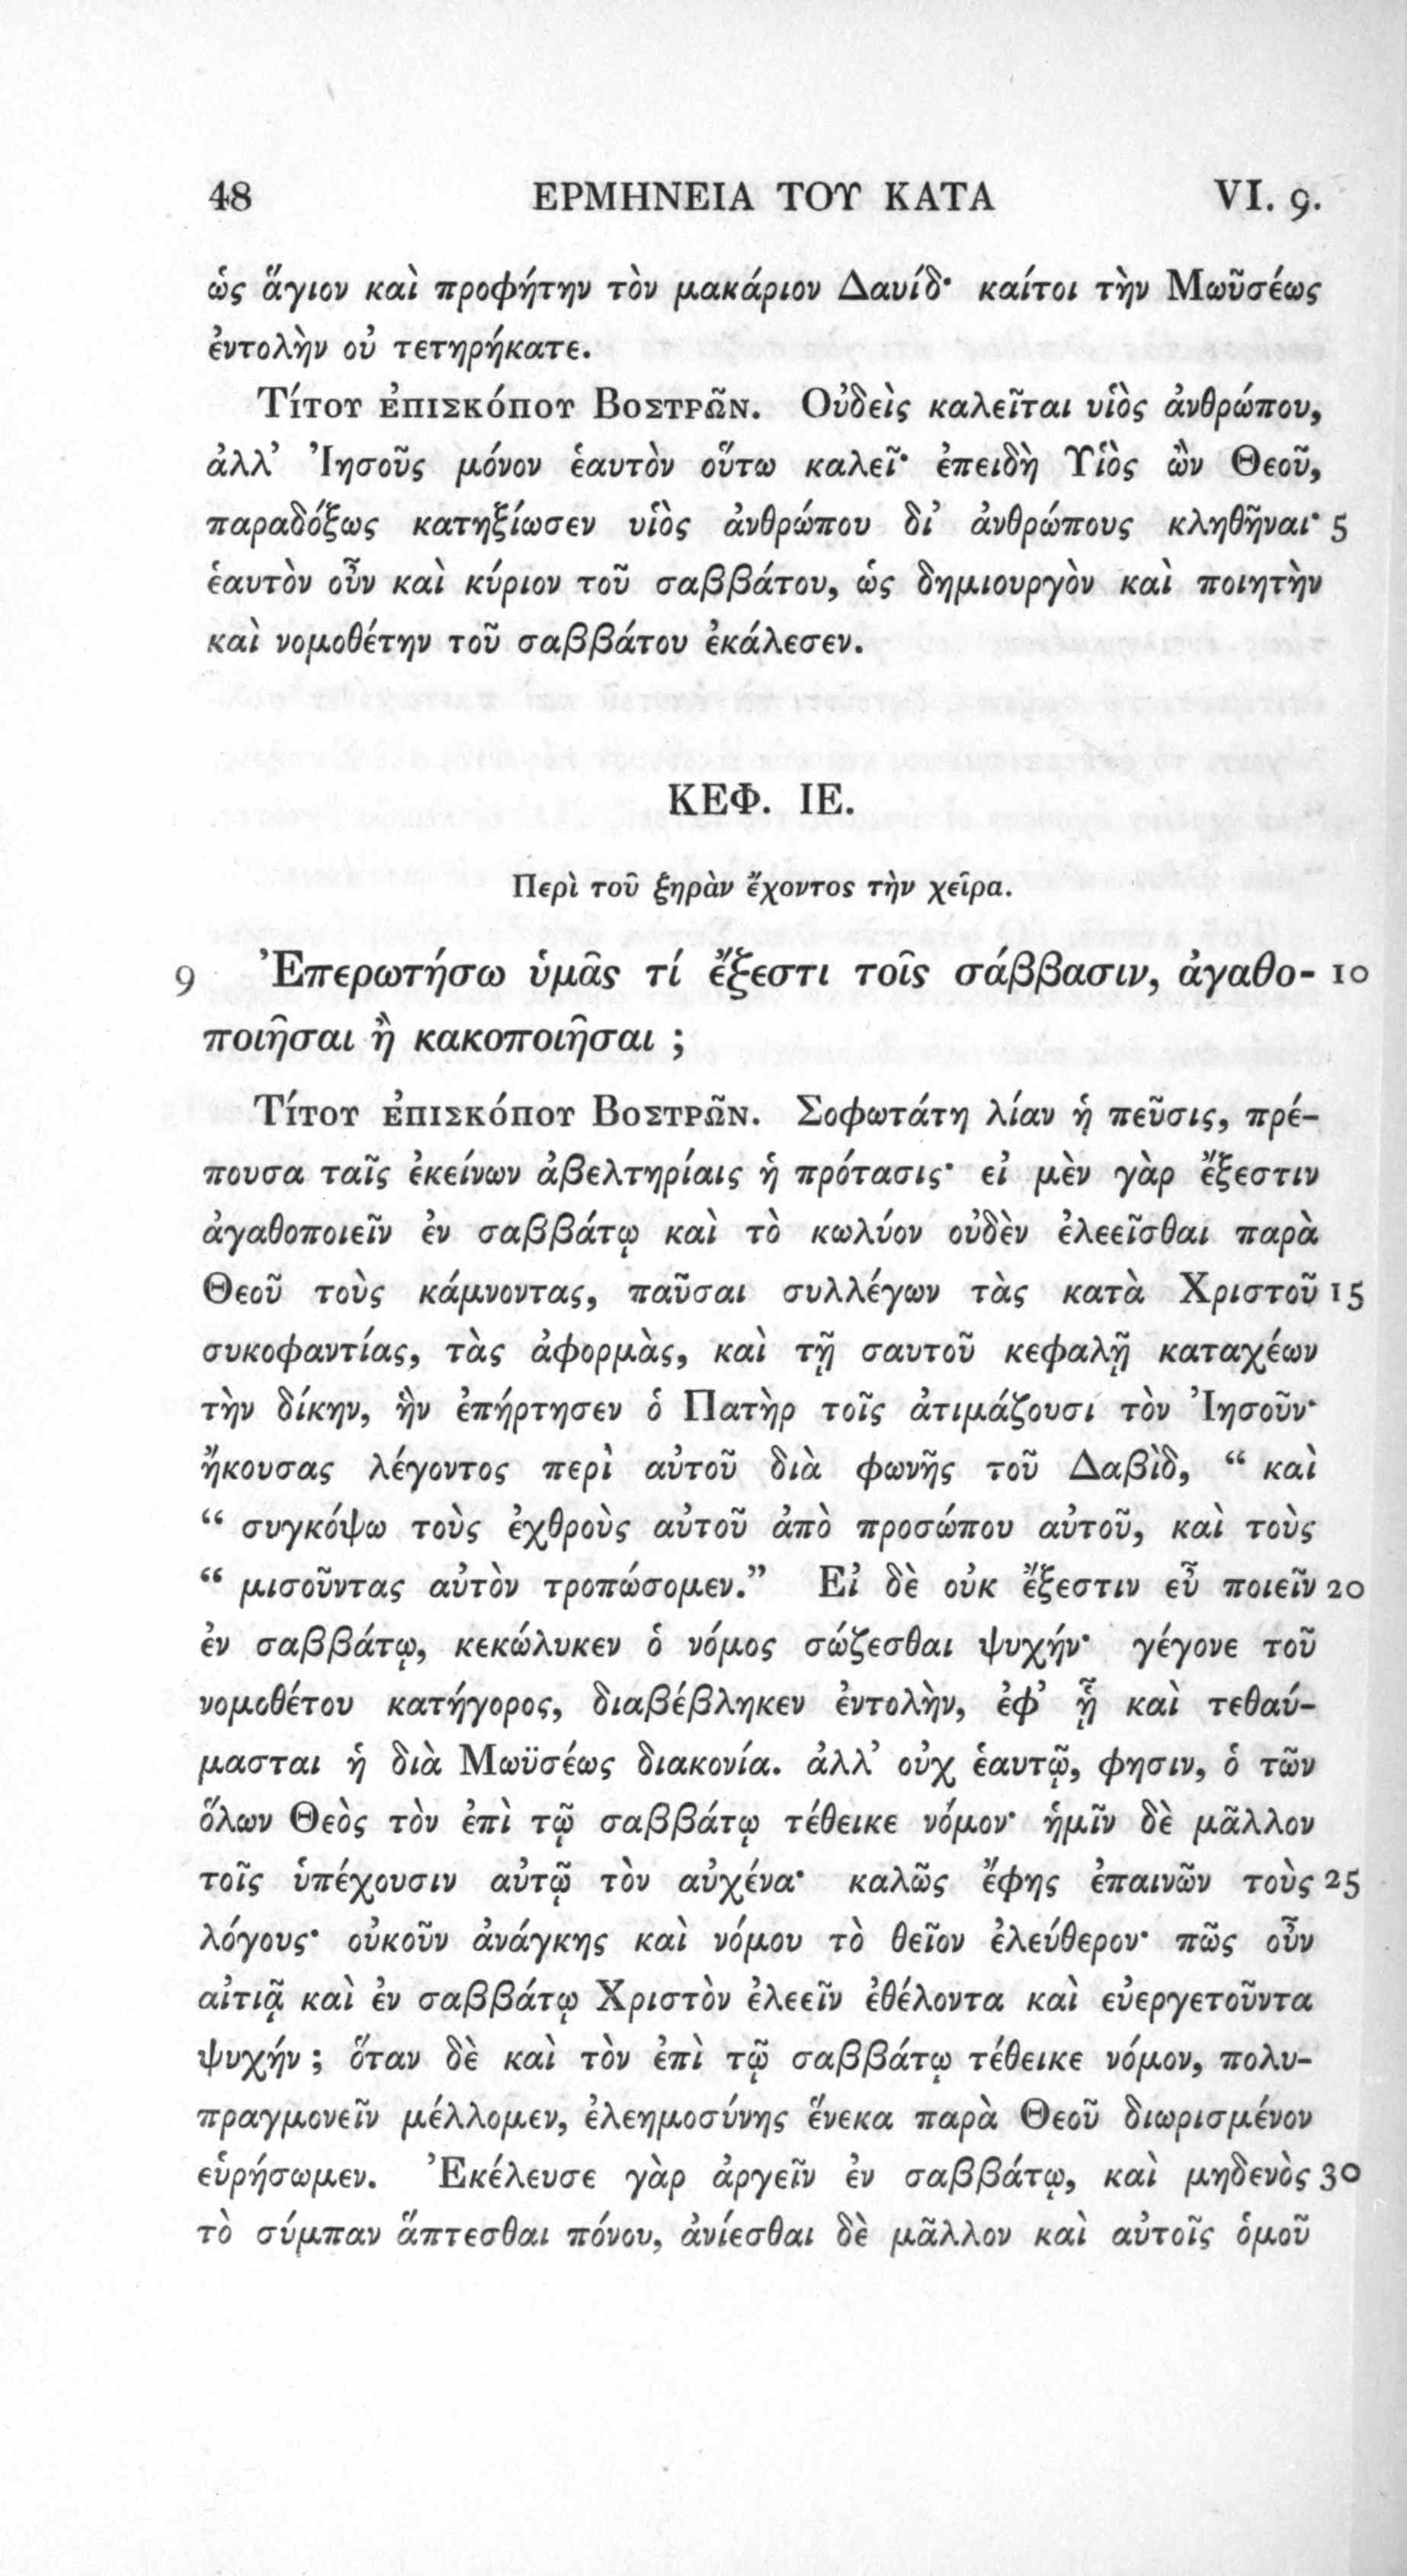 48 ΕΡΜΗΝΕΙΑ ΤΟΥ ΚΑΤΑ VI. 9.
ὡς ἅγιον καὶ προφήτην τὸν μακάριον Δαυίδ· καίτοι τὴν Μωῦσέως
ἐντολὴν οὐ τετηρήκατε.
Τίτου ἐπισκόπου Βοστρῶν. Οὐδεὶς καλεῖται υἱὸς ἀνθρώπου,
ἀλλ’ Ἰησοῦς μόνον ἑαυτὸν οὕτω καλεῖ· ἐπειδὴ Υἱὸς ὢν Θεοῦ,
παραδόξως κατηξίωσεν υἱὸς ἀνθρώπου δι’ ἀνθρώπους κληθῆναι· 5
ἑαυτὸν οὖν καὶ κύριον τοῦ σαββάτου, ὡς δημιουργὸν καὶ ποιητὴν
καὶ νομοθέτην τοῦ σαββάτου ἐκάλεσεν.
ΚΕΦ. ΙΕ.
Περὶ τοῦ ξηρὰν ἔχοντος τὴν χεῖρα.
9 Ἐπερωτήσω ὑμᾶς τί ἔξεστι τοῖς σάββασιν, ἀγαθο- 10
ποιῆσαι ἢ κακοποιῆσαι ;
Τίτου ἐπισκόπου Βοστρῶν. Σοφωτάτη λίαν ἡ πεῦσις, πρέ-
πουσα ταῖς ἐκείνων ἀβελτηρίαις ἡ πρότασις· εἰ μὲν γὰρ ἔξεστιν
ἀγαθοποιεῖν ἐν σαββάτῳ καὶ τὸ κωλύον οὐδὲν ἐλεεῖσθαι παρὰ
Θεοῦ τοὺς κάμνοντας, παῦσαι συλλέγων τὰς κατὰ Χριστοῦ 15
συκοφαντίας, τὰς ἀφορμὰς, καὶ τῇ σαυτοῦ κεφαλῇ καταχέων
τὴν δίκην, ἣν ἐπήρτησεν ὁ Πατὴρ τοῖς ἀτιμάζουσι τὸν Ἰησοῦν·
ἤκουσας λέγοντος περὶ αὐτοῦ διὰ φωνῆς τοῦ Δαβὶδ, “ καὶ
“ συγκόψω τοὺς ἐχθροὺς αὐτοῦ ἀπὸ προσώπου αὐτοῦ, καὶ τοὺς
“ μισοῦντας αὐτὸν τροπώσομεν.” Εἰ δὲ οὐκ ἔξεστιν εὖ ποιεῖν 20
ἐν σαββάτῳ, κεκώλυκεν ὁ νόμος σώζεσθαι ψυχήν· γέγονε τοῦ
νομοθέτου κατήγορος, διαβέβληκεν ἐντολὴν, ἐφ’ ᾗ καὶ τεθαύ-
μασται ἡ διὰ Μωϋσέως διακονία. ἀλλ’ οὐχ ἑαυτῷ, φησιν, ὁ τῶν
ὅλων Θεὸς τὸν ἐπὶ τῷ σαββάτῳ τέθεικε νόμον· ἡμῖν δὲ μᾶλλον
τοῖς ὑπέχουσιν αὐτῷ τὸν αὐχένα· καλῶς ἔφης ἐπαινῶν τοὺς 25
λόγους· οὐκοῦν ἀνάγκης καὶ νόμου τὸ θεῖον ἐλεύθερον· πῶς οὖν
αἰτιᾷ καὶ ἐν σαββάτῳ Χριστὸν ἐλεεῖν ἐθέλοντα καὶ εὐεργετοῦντα
ψυχήν ; ὅταν δὲ καὶ τὸν ἐπὶ τῷ σαββάτῳ τέθεικε νόμον, πολυ-
πραγμονεῖν μέλλομεν, ἐλεημοσύνης ἕνεκα παρὰ Θεοῦ διωρισμένον
εὑρήσωμεν. Ἐκέλευσε γὰρ ἀργεῖν ἐν σαββάτῳ, καὶ μηδενὸς 30
τὸ σύμπαν ἅπτεσθαι πόνου, ἀνίεσθαι δὲ μᾶλλον καὶ αὐτοῖς ὁμοῦ